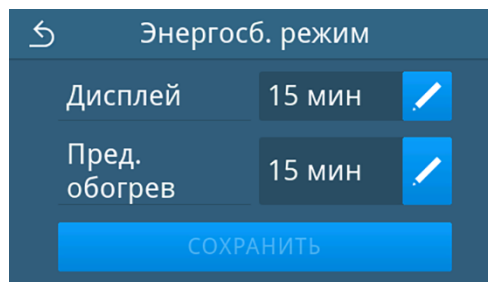 Энергосб. режим
Дисплей 15 мин
Пред.
обогрев 15 мин
СОХРАНИТЬ